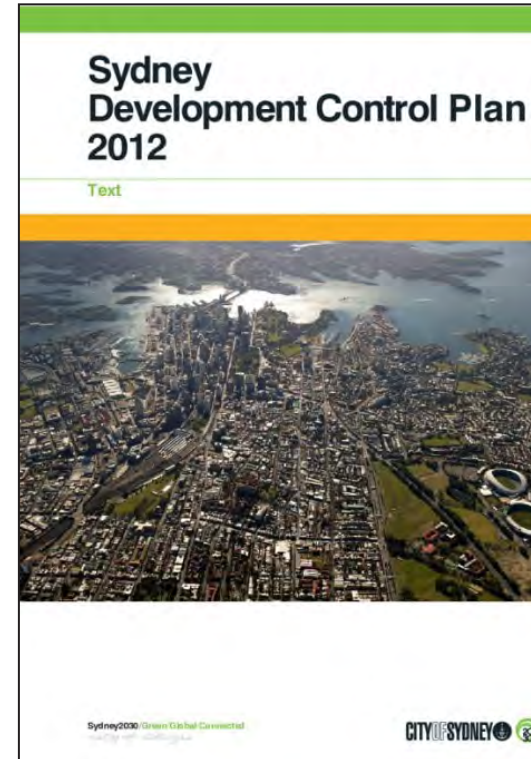 Sydney
Development Control Plan
2012
Text
Sydney2030/Green/Global/Connected
CITY OF SYDNEY